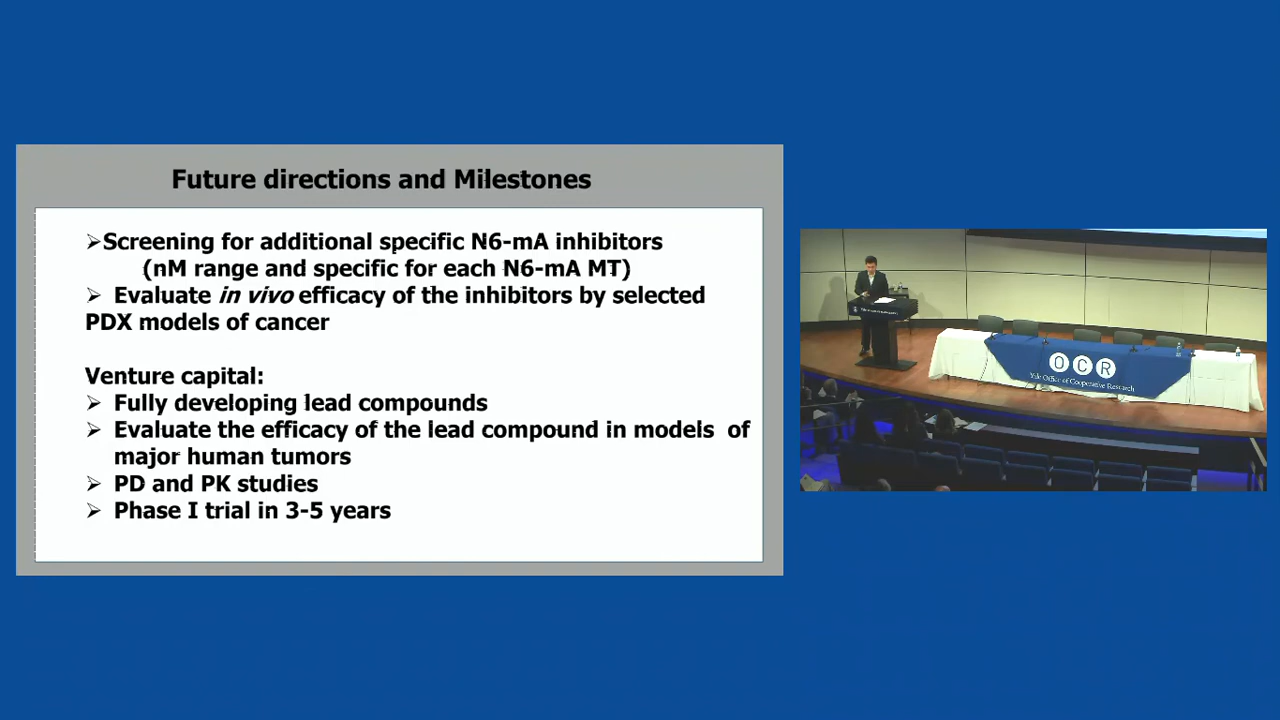 Future directions and Milestones
➢Screening for additional specific N6-mA inhibitors
(nM range and specific for each N6-mA MT)
➢ Evaluate in vivo efficacy of the inhibitors by selected
PDX models of cancer
Venture capital:
➢ Fully developing lead compounds
➢ Evaluate the efficacy of the lead compound in models of
major human tumors
➢ PD and PK studies
➢ Phase I trial in 3-5 years
OCR
Yale Office of Cooperative Research